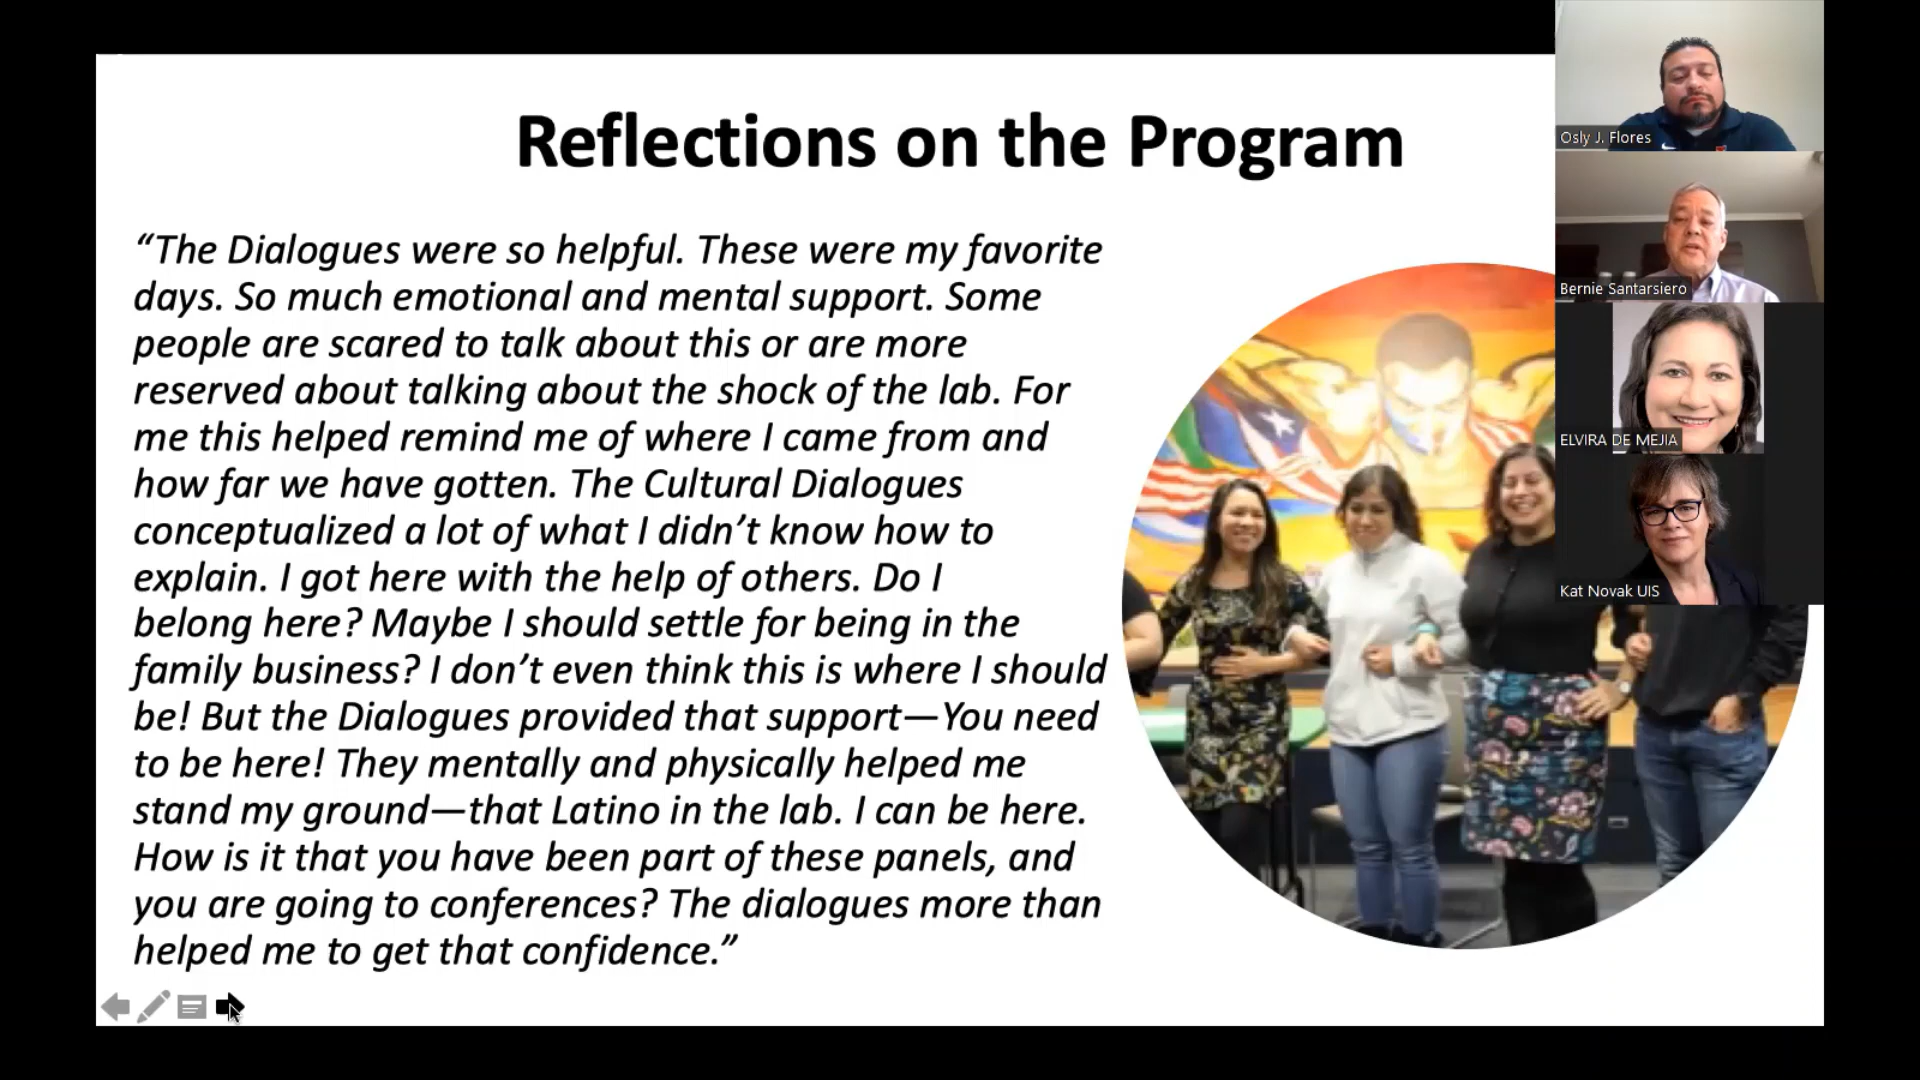 Reflections on the Program
“The Dialogues were so helpful. These were my favorite
days. So much emotional and mental support. Some
people are scared to talk about this or are more
reserved about talking about the shock of the lab. For
me this helped remind me of where I came from and
how far we have gotten. The Cultural Dialogues
conceptualized a lot of what I didn’t know how to
explain. I got here with the help of others. Do I
belong here? Maybe I should settle for being in the
family business? I don’t even think this is where I should
be! But the Dialogues provided that support—You need
to be here! They mentally and physically helped me
stand my ground—that Latino in the lab. I can be here.
How is it that you have been part of these panels, and
you are going to conferences? The dialogues more than
helped me to get that confidence.”
Osly J. Flores
Bernie Santarsiero
ELVIRA DE MEJIA
Kat Novak UIS